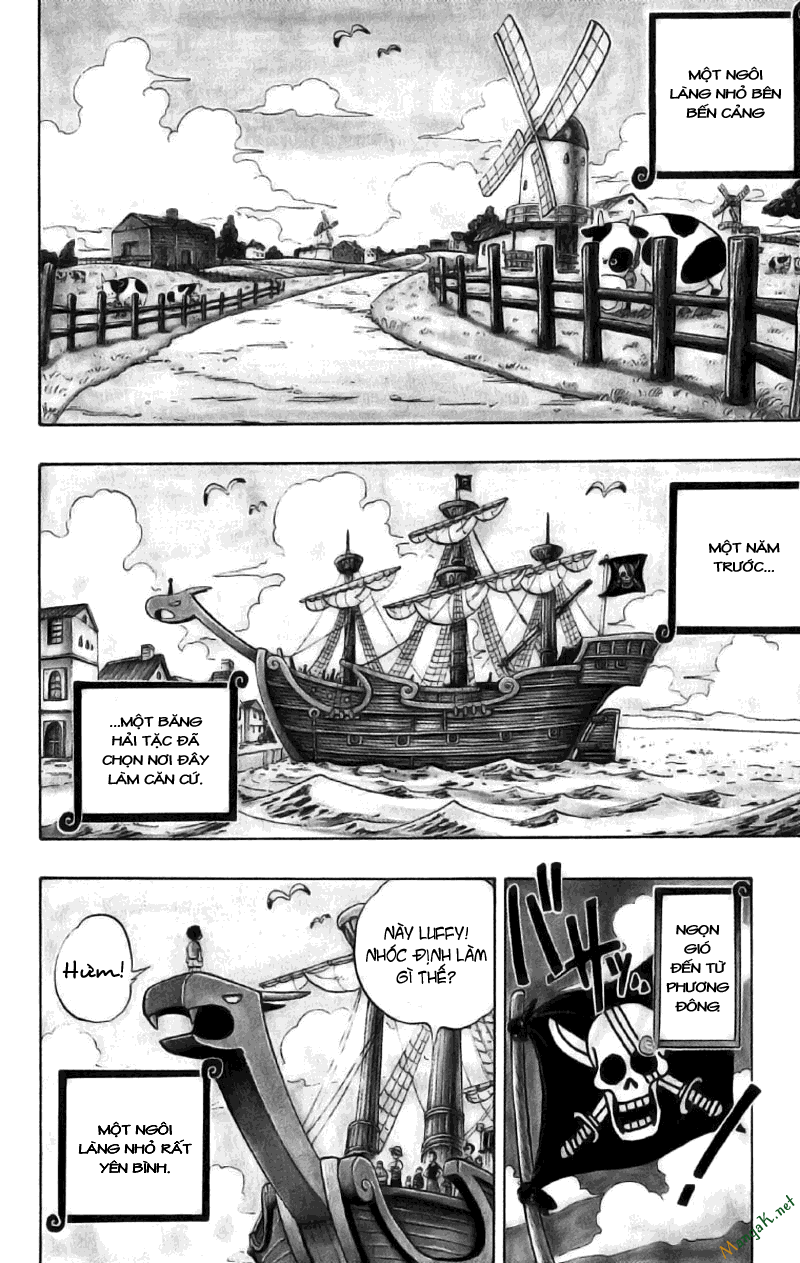 MỘT NGÔI
LÀNG NHỎ BÊN
BẾN CẢNG
MỘT NĂM
TRƯỚC...
...MỘT BĂNG
HẢI TẶC ĐÃ
CHỌN NƠI ĐÂY
LÀM CĂN CỨ.
NGỌN
GIÓ
ĐẾN TỪ
PHƯƠNG
ĐÔNG.
NÀY LUFFY!
NHÓC ĐỊNH LÀM
GÌ THẾ?
Hừm!
MỘT NGÔI
LÀNG NHỎ RẤT
YÊN BÌNH.
MangaK.net